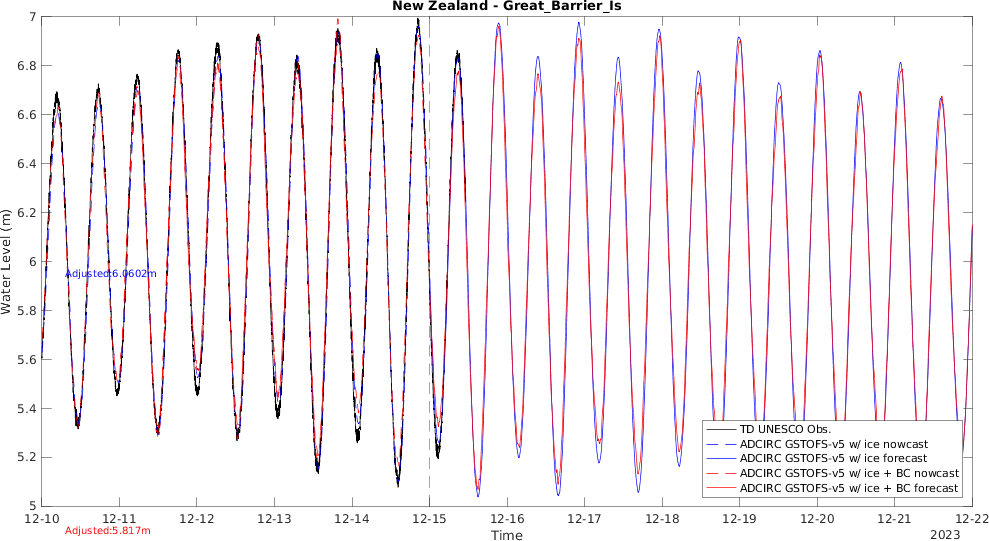 New Zealand - Great_Barrier_Is
7
6.8
6.6
6.4
6.2
6
5.8
5.6
5.4
5.2
5
Water Level (m)
Adjusted:6.0602m
TD UNESCO Obs.
ADCIRC GSTOFS-v5 w/ ice nowcast
ADCIRC GSTOFS-v5 w/ ice forecast
ADCIRC GSTOFS-v5 w/ ice + BC nowcast
ADCIRC GSTOFS-v5 w/ ice + BC forecast
12-10 12-11 12-12 12-13 12-14 12-15 12-16 12-17 12-18 12-19 12-20 12-21 12-22
Adjusted:5.817m
Time
2023